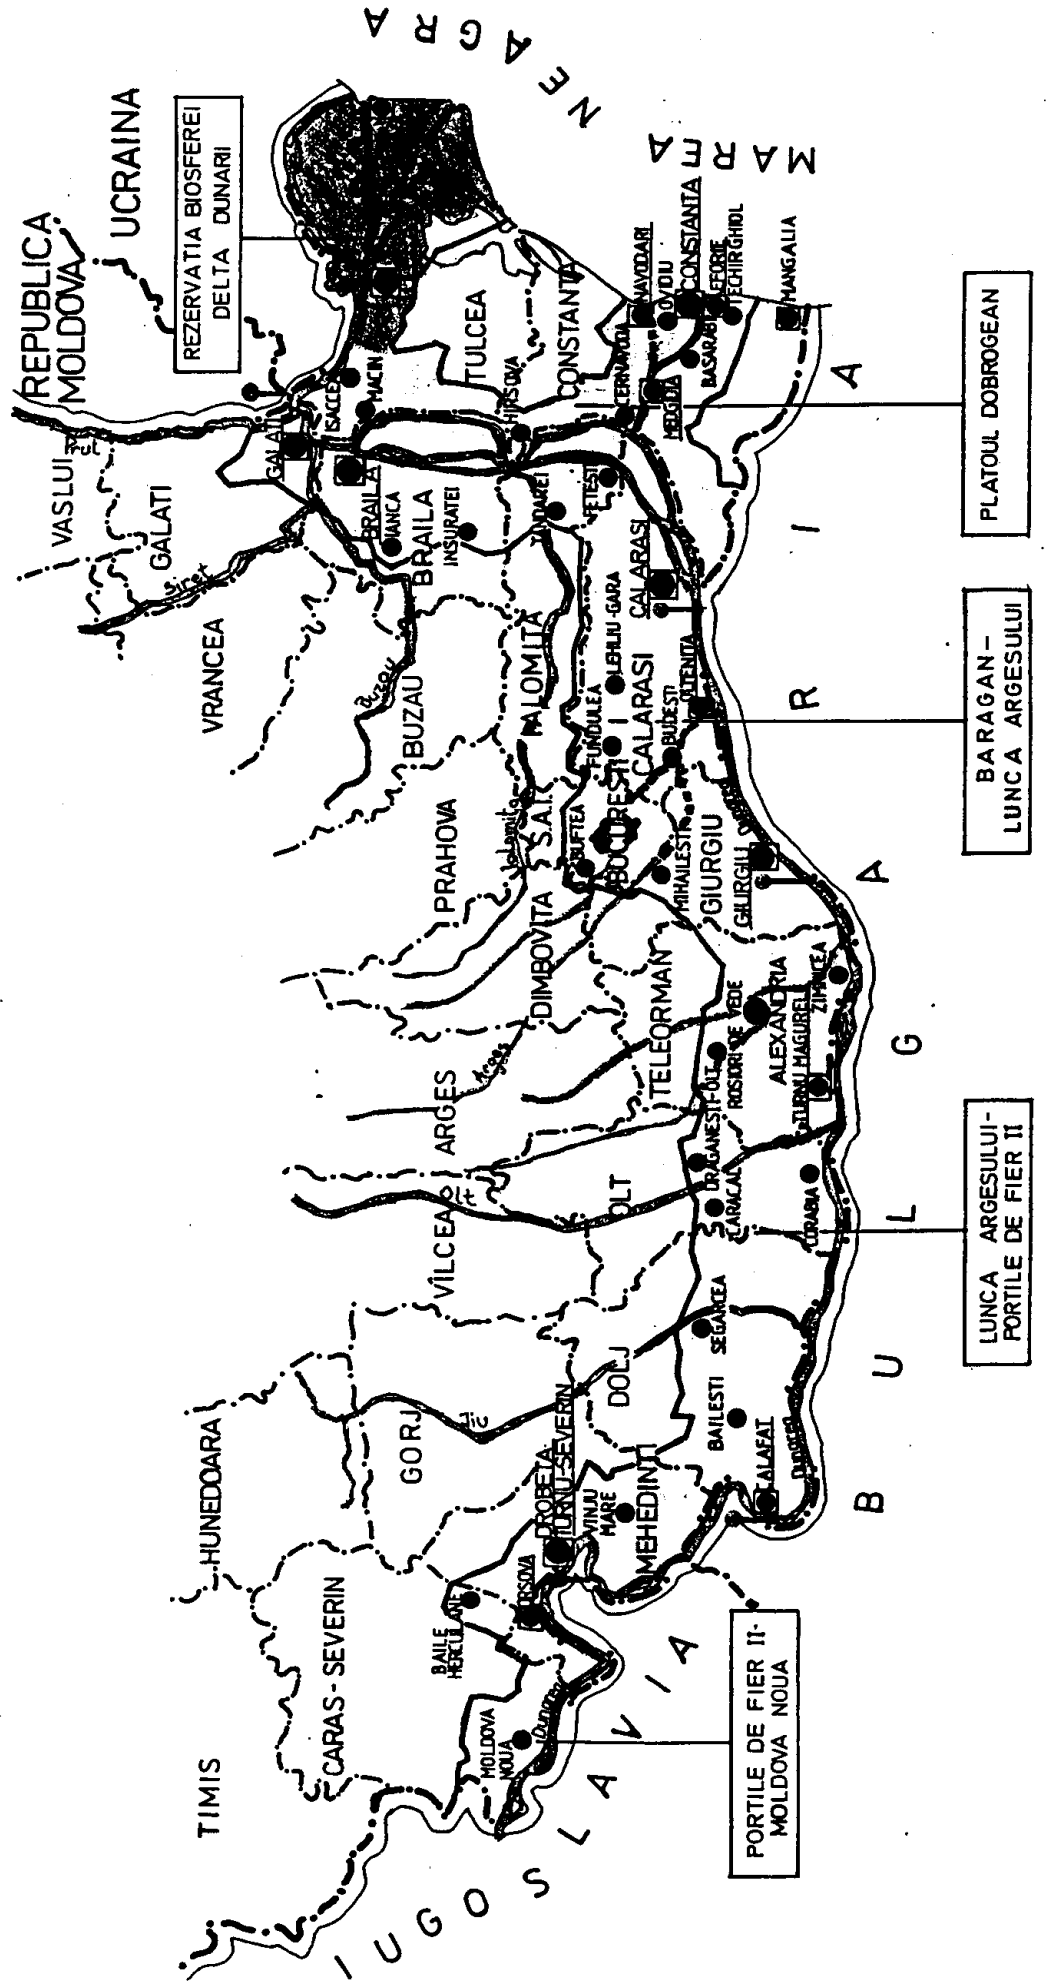 REPUBLICA
MOLDOVA
UCRAINA
REZERVATIA BIOSFEREI
DELTA DUNARII
MAREA NEAGRA
VASLUI
Prut
GALATI
Siret
VRANCEA
Buzau
BUZAU
PRAHOVA
GALATI
ISACCEA
MACIN
BRAILA
IANCA
BRAILA
INSURATEI
TULCEA
HIRSOVA
CONSTANTA
TANDAREI
FETESTI
CERNAVODA
MEDGIDIA
NAVODARI
OVIDIU
CONSTANTA
BASARABI
EFORIE
TECHIRGHIOL
MANGALIA
IALOMITA
Ialomita
S.A.I.
CALARASI
LEHLIU-GARA
CALARASI
FUNDULEA
BUDESTI
OLTENITA
BUFTEA
BUCURESTI
MIHAILESTI
GIURGIU
GIURGIU
Dunarea
DIMBOVITA
Arges
ARGES
TELEORMAN
ROSIORI DE VEDE
ALEXANDRIA
TURNU MAGURELE
ZIMNICEA
VILCEA
Olt
OLT
DRAGANESTI-OLT
CARACAL
CORABIA
HUNEDOARA
GORJ
Jic
DOLJ
SEGARCEA
BAILESTI
CALAFAT
Dunarea
TIMIS
CARAS-SEVERIN
BAILE
HERCULANE
DROBETA
TURNU-SEVERIN
ORSOVA
VINJU
MARE
MEHEDINTI
MOLDOVA
NOUA
Dunarea
IUGOSLAVIA
BULGARIA
PORTILE DE FIER II-
MOLDOVA NOUA
LUNCA ARGESULUI-
PORTILE DE FIER II
BARAGAN-
LUNCA ARGESULUI
PLATOUL DOBROGEAN